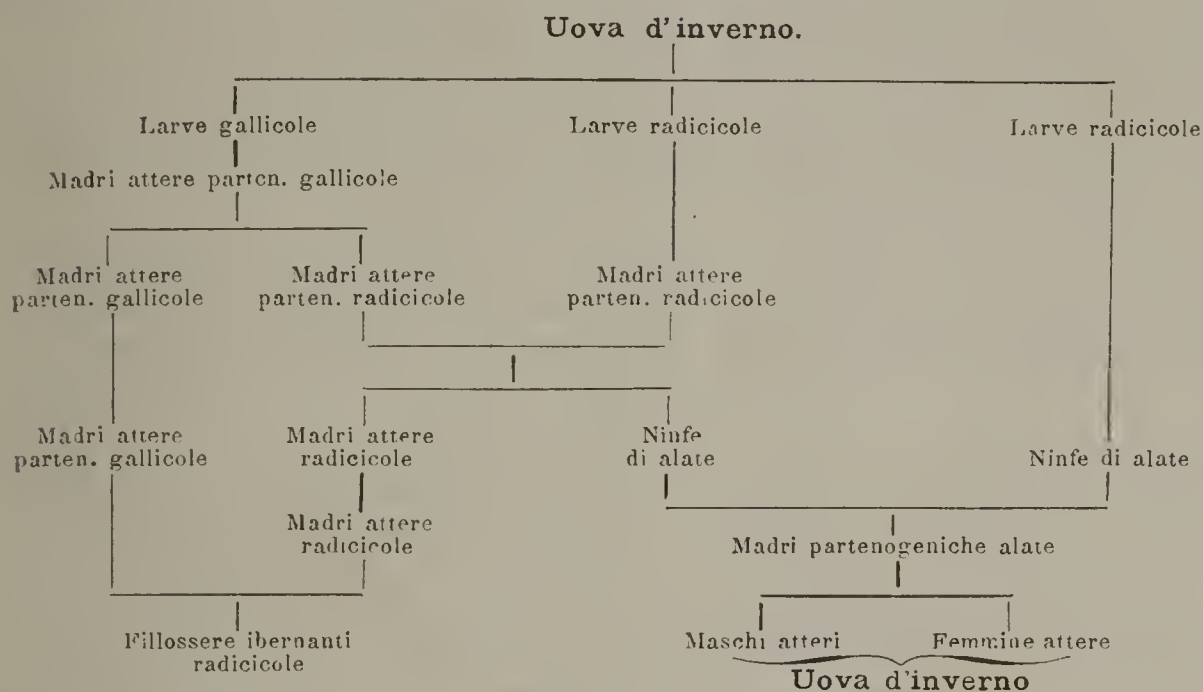 Uova d'inverno.
Larve gallicole
Larve radicicole
Larve radicicole
Madri attere parten. gallicole
Madri attere
parten. gallicole
Madri attere
parten. radicicole
Madri attere
parten. radicicole
Madri attere
parten. gallicole
Madri attere
radicicole
Ninfe
di alate
Ninfe di alate
Madri attere
radicicole
Madri partenogeniche alate
Fillossere ibernanti
radicicole
Maschi atteri
Femmine attere
Uova d'inverno